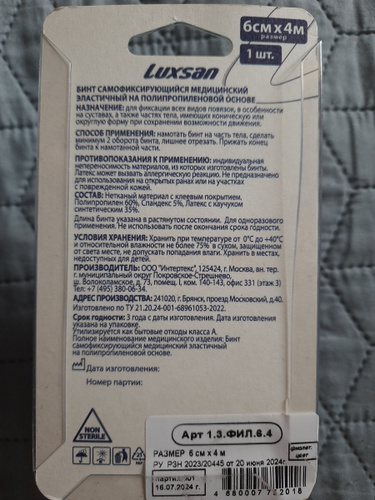 6см х 4м
размер
1 шт.
Luxsan
БИНТ САМОФИКСИРУЮЩИЙСЯ МЕДИЦИНСКИЙ
ЭЛАСТИЧНЫЙ НА ПОЛИПРОПИЛЕНОВОЙ ОСНОВЕ
НАЗНАЧЕНИЕ: для фиксации всех видов повязок, в особенности
на суставах, а также частях тела, имеющих коническую или
округлую форму при сохранении возможности движения.
СПОСОБ ПРИМЕНЕНИЯ: намотать бинт на часть тела, сделать
минимум 2 оборота бинта, лишнее отрезать. Прижать конец
бинта к намотанной части.
ПРОТИВОПОКАЗАНИЯ К ПРИМЕНЕНИЮ: индивидуальная
непереносимость материалов, из которых изготовлены бинты.
Латекс может вызвать аллергическую реакцию. Не предназначено
для использования на открытых ранах или на участках
с поврежденной кожей.
СОСТАВ: Нетканый материал с клеевым покрытием.
Полипропилен 60%, Спандекс 5%, Латекс с каучуком
синтетическим 35%.
Длина бинта указана в растянутом состоянии. Для одноразового
применения. Не использовать после окончания срока годности.
УСЛОВИЯ ХРАНЕНИЯ: Хранить при температуре от 0°С до +40°С
и относительной влажности не более 75% в сухом, защищенном
от света месте, не допускать попадания влаги. Хранить в местах,
недоступных для детей.
ПРОИЗВОДИТЕЛЬ: ООО "Интертекс", 125424, г. Москва, вн. тер.
г. муниципальный округ Покровское-Стрешнево,
ш. Волоколамское, д. 73, помещ. I, ком. 140-143, офис 331 (этаж 3)
Тел: +7 (495) 380-06-34.
АДРЕС ПРОИЗВОДСТВА: 241020, г. Брянск, проезд Московский, д.40.
Изготовлено по ТУ 21.20.24-001-68961053-2022.
Срок годности: 3 года с даты изготовления. Дата изготовления
указана на упаковке.
Утилизируется как бытовые отходы класса А.
Полное наименование медицинского изделия: Бинт
самофиксирующийся медицинский эластичный
на полипропиленовой основе.
Дата изготовления:
Номер партии:
NON
STERILE
Арт 1.3.ФИЛ.6.4
РАЗМЕР 6 см х 4 м
фиолет.
цвет
РУ РЗН 2023/20445 от 20 июня 2024г
16.07.2024 г.